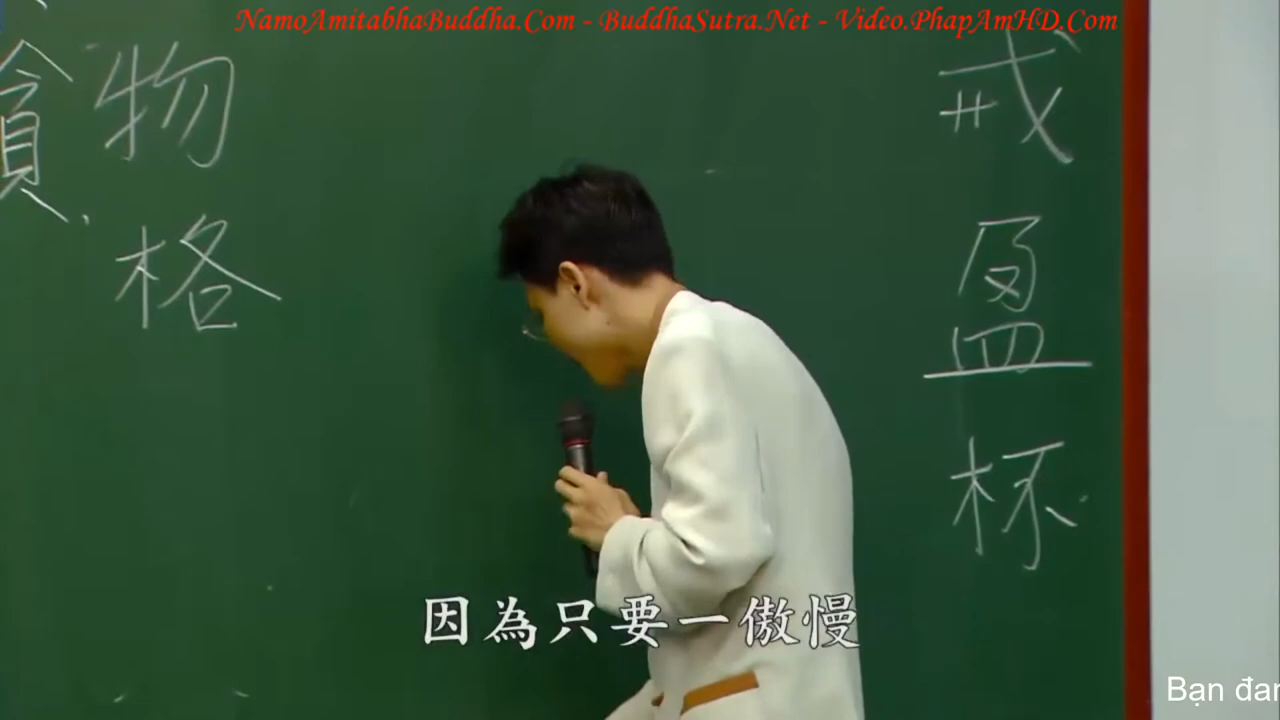 NamoAmitabhaBuddha.Com - BuddhaSutra.Net - Video.PhapAmHD.Com
戒盈杯
物格
貪
因為只要一傲慢
Bạn đan